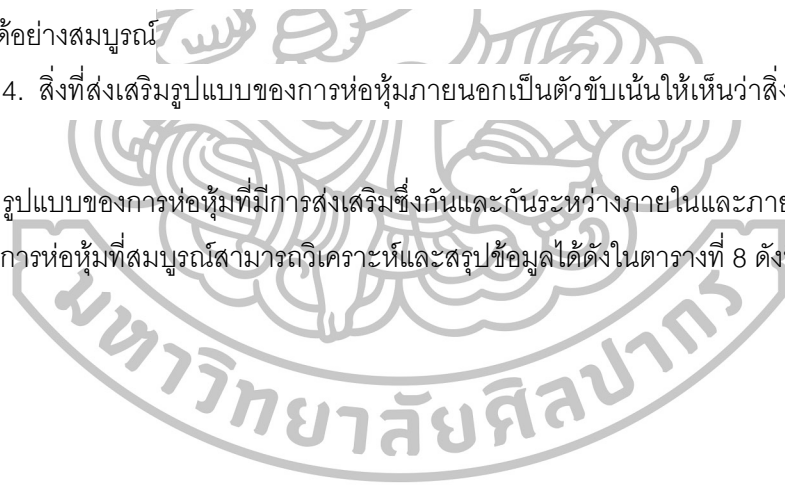 ด้อย่างสมบูรณ์
4. สิ่งที่ส่งเสริมรูปแบบของการห่อหุ้มภายนอกเป็นตัวขับเน้นให้เห็นว่าสิ่ง
รูปแบบของการห่อหุ้มที่มีการส่งเสริมซึ่งกันและกันระหว่างภายในและภาย
การห่อหุ้มที่สมบูรณ์สามารถวิเคราะห์และสรุปข้อมูลได้ดังในตารางที่ 8 ดัง
มหาวิทยาลัยศิลปากร